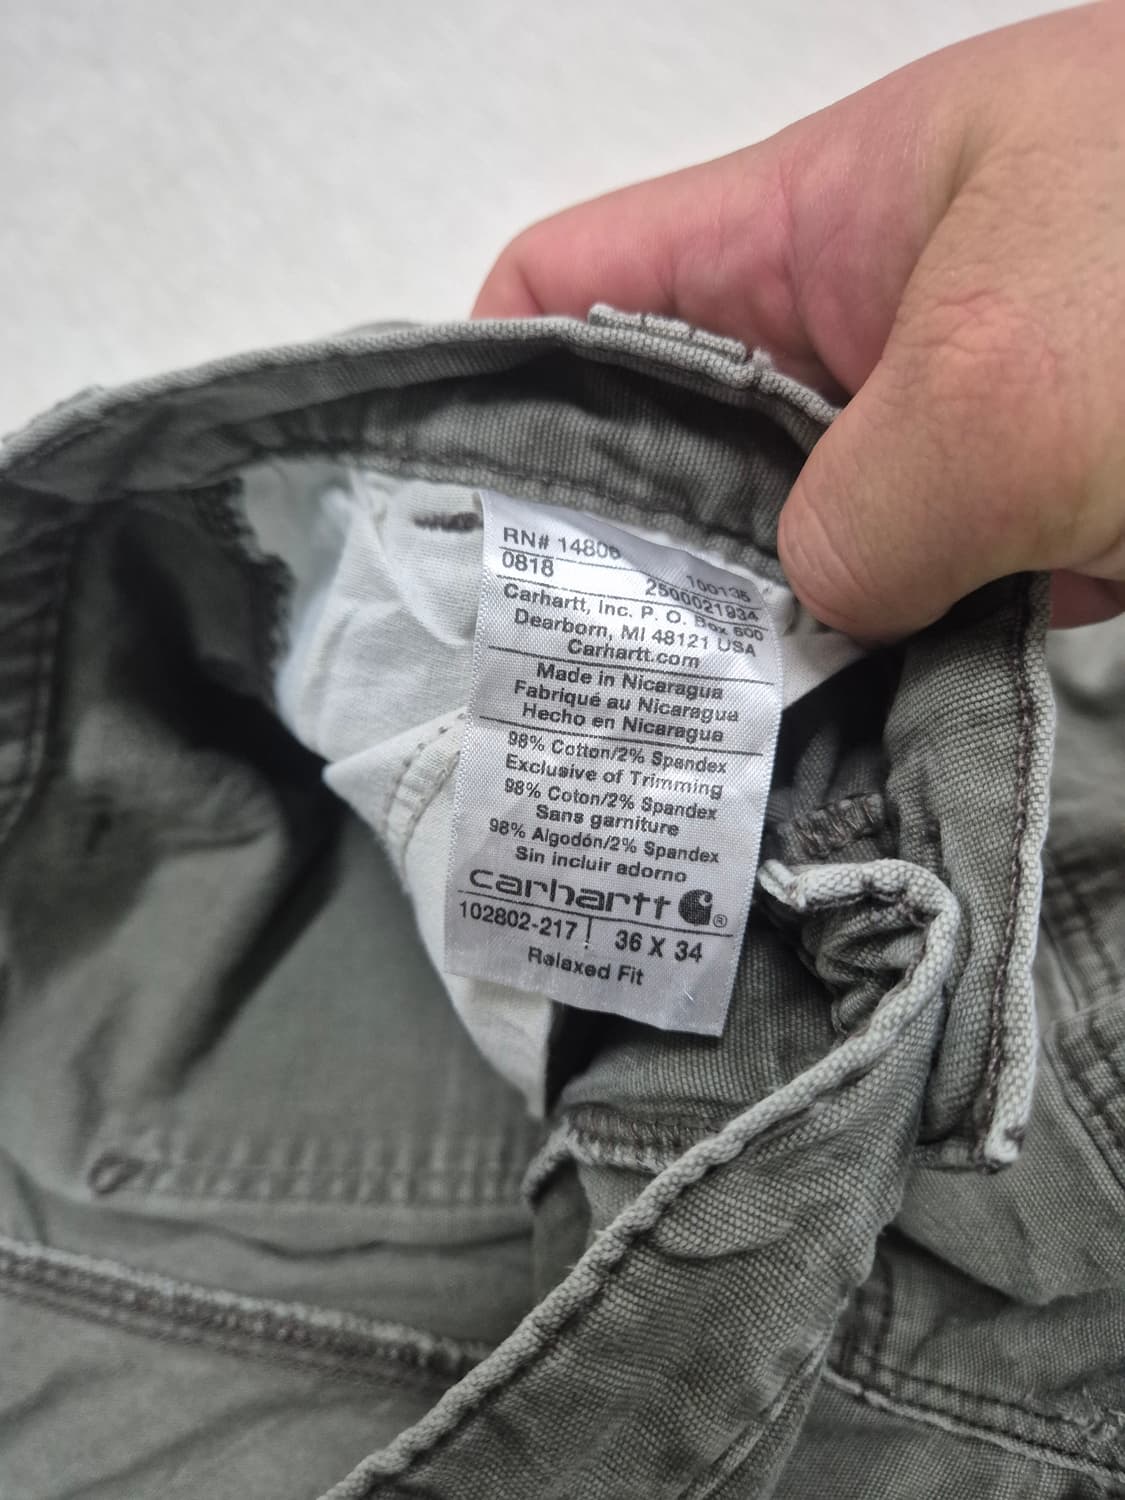 RN# 14806
0818
100135
2500021934
Carhartt, Inc. P. O. Box 600
Dearborn, MI 48121 USA
Carhartt.com
Made in Nicaragua
Fabriqué au Nicaragua
Hecho en Nicaragua
98% Cotton/2% Spandex
Exclusive of Trimming
98% Coton/2% Spandex
Sans garniture
98% Algodón/2% Spandex
Sin incluir adorno
carhartt ®
102802-217 | 36 X 34
Relaxed Fit